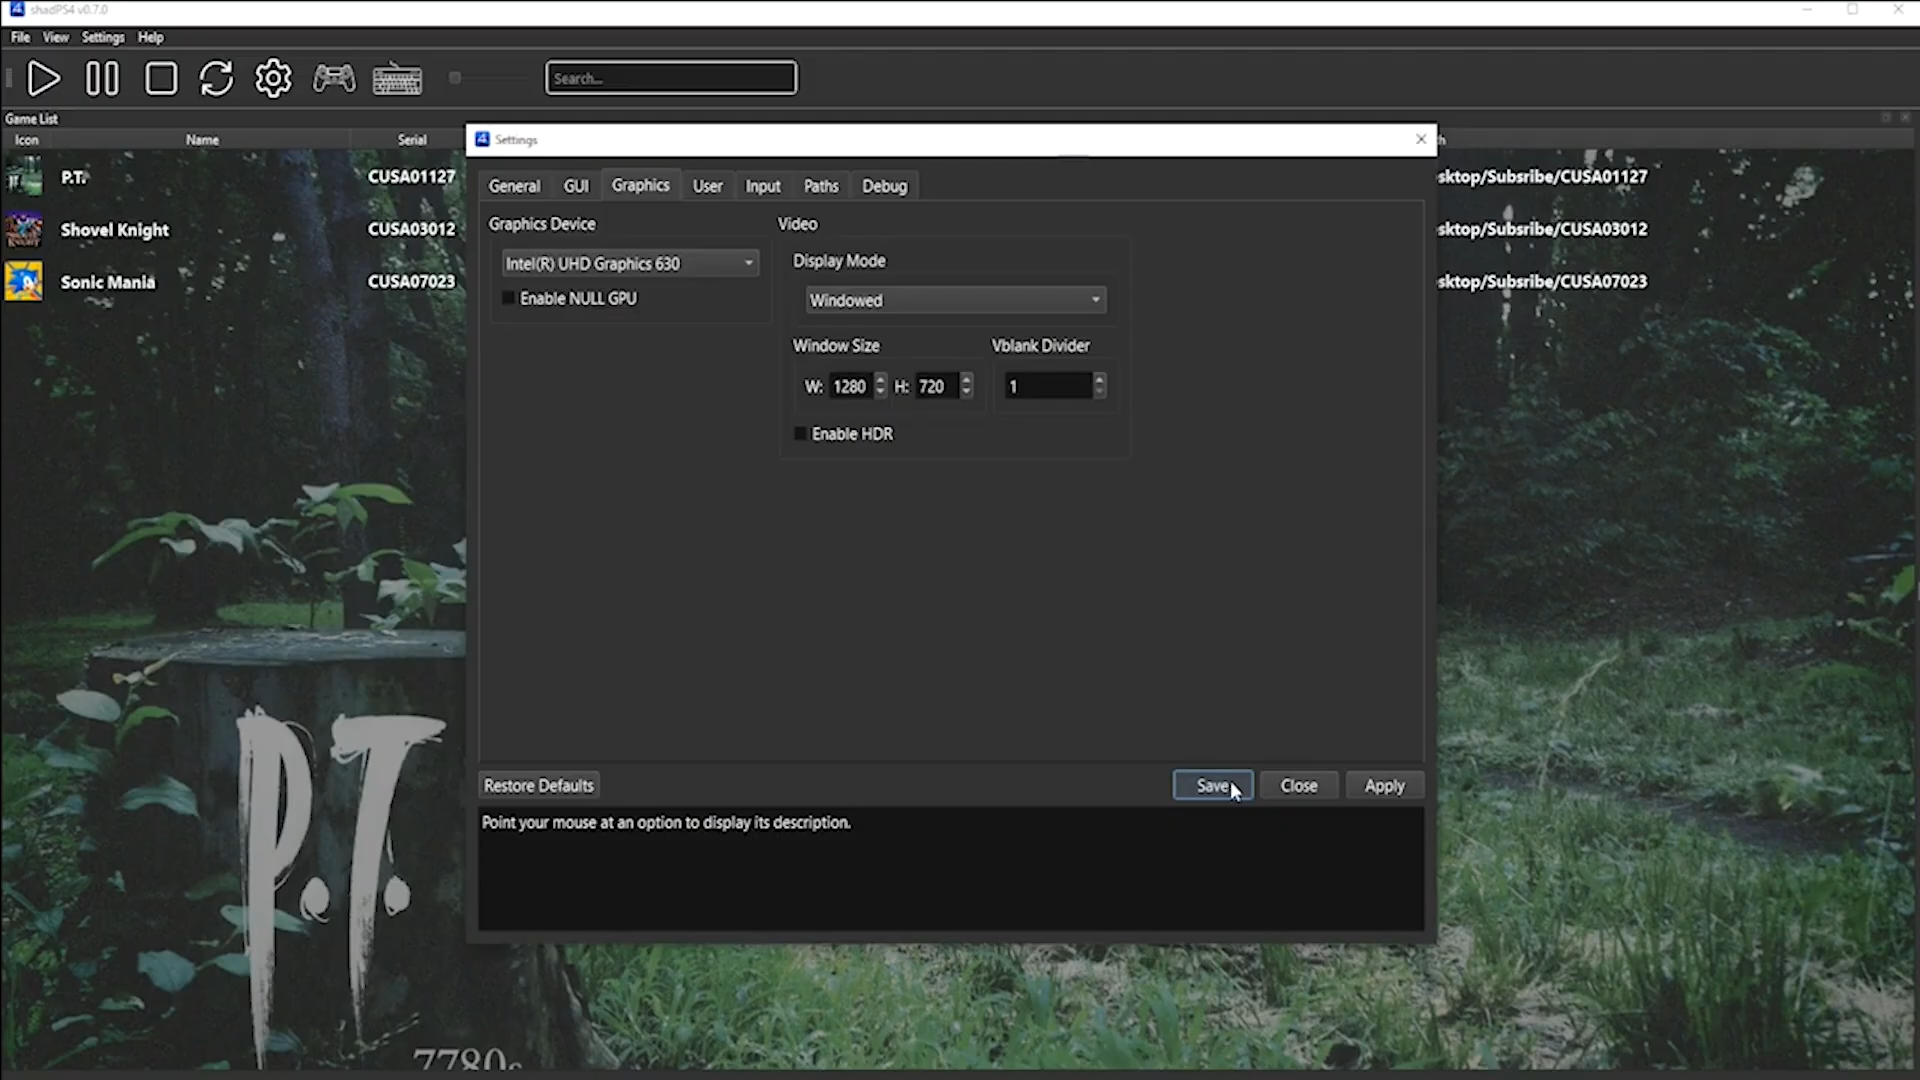 shadPS4 v0.7.0
File View Settings Help
Search...
Game List
Icon Name Serial
P.T. CUSA01127
Shovel Knight CUSA03012
Sonic Mania CUSA07023
sktop/Subsribe/CUSA01127
sktop/Subsribe/CUSA03012
sktop/Subsribe/CUSA07023
Settings
General GUI Graphics User Input Paths Debug
Graphics Device
Intel(R) UHD Graphics 630
Enable NULL GPU
Video
Display Mode
Windowed
Window Size Vblank Divider
W: 1280 H: 720 1
Enable HDR
Restore Defaults Save Close Apply
Point your mouse at an option to display its description.
P.T.